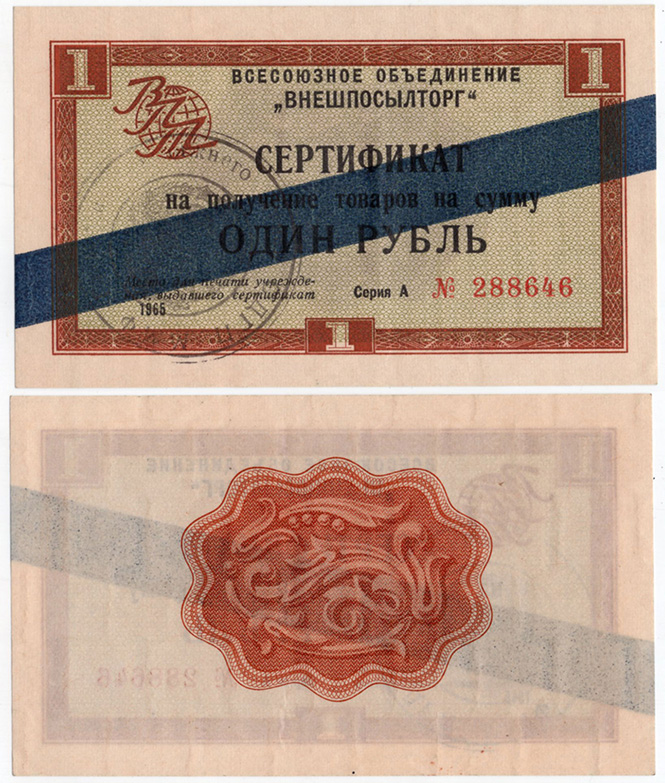 1 1
ВСЕСОЮЗНОЕ ОБЪЕДИНЕНИЕ
„ВНЕШПОСЫЛТОРГ“
ВПТ
СЕРТИФИКАТ
на получение товаров на сумму
ОДИН РУБЛЬ
Место для печати учрежде-
ния, выдавшего сертификат
1965
Серия А № 288646
1